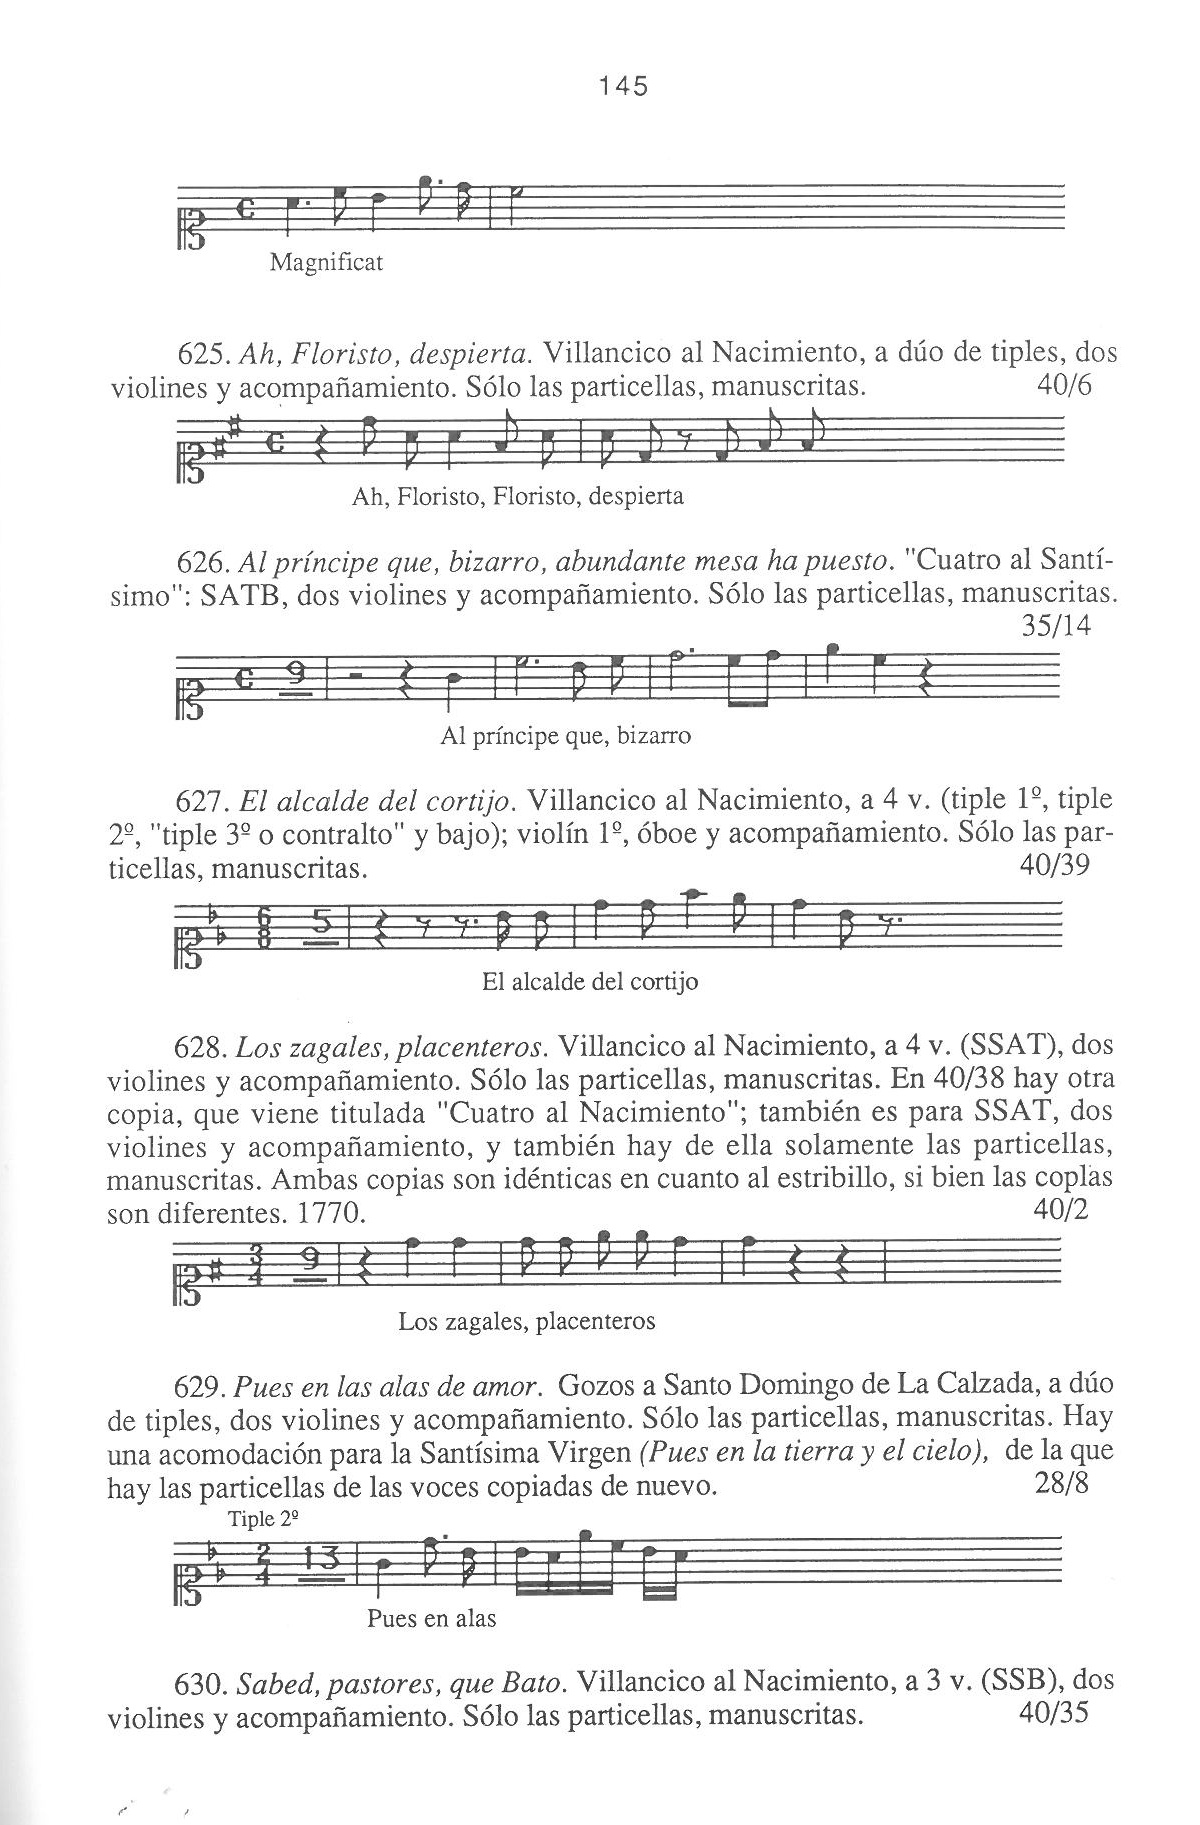 145
Magnificat
625. Ah, Floristo, despierta. Villancico al Nacimiento, a dúo de tiples, dos
violines y acompañamiento. Sólo las particellas, manuscritas. 40/6
Ah, Floristo, Floristo, despierta
626. Al príncipe que, bizarro, abundante mesa ha puesto. "Cuatro al Santí-
simo": SATB, dos violines y acompañamiento. Sólo las particellas, manuscritas.
35/14
9
Al príncipe que, bizarro
627. El alcalde del cortijo. Villancico al Nacimiento, a 4 v. (tiple 1º, tiple
2º, "tiple 3º o contralto" y bajo); violín 1º, óboe y acompañamiento. Sólo las par-
ticellas, manuscritas. 40/39
6/8 5
El alcalde del cortijo
628. Los zagales, placenteros. Villancico al Nacimiento, a 4 v. (SSAT), dos
violines y acompañamiento. Sólo las particellas, manuscritas. En 40/38 hay otra
copia, que viene titulada "Cuatro al Nacimiento"; también es para SSAT, dos
violines y acompañamiento, y también hay de ella solamente las particellas,
manuscritas. Ambas copias son idénticas en cuanto al estribillo, si bien las coplas
son diferentes. 1770. 40/2
3/4 9
Los zagales, placenteros
629. Pues en las alas de amor. Gozos a Santo Domingo de La Calzada, a dúo
de tiples, dos violines y acompañamiento. Sólo las particellas, manuscritas. Hay
una acomodación para la Santísima Virgen (Pues en la tierra y el cielo), de la que
hay las particellas de las voces copiadas de nuevo. 28/8
Tiple 2º
2/4 13
Pues en alas
630. Sabed, pastores, que Bato. Villancico al Nacimiento, a 3 v. (SSB), dos
violines y acompañamiento. Sólo las particellas, manuscritas. 40/35